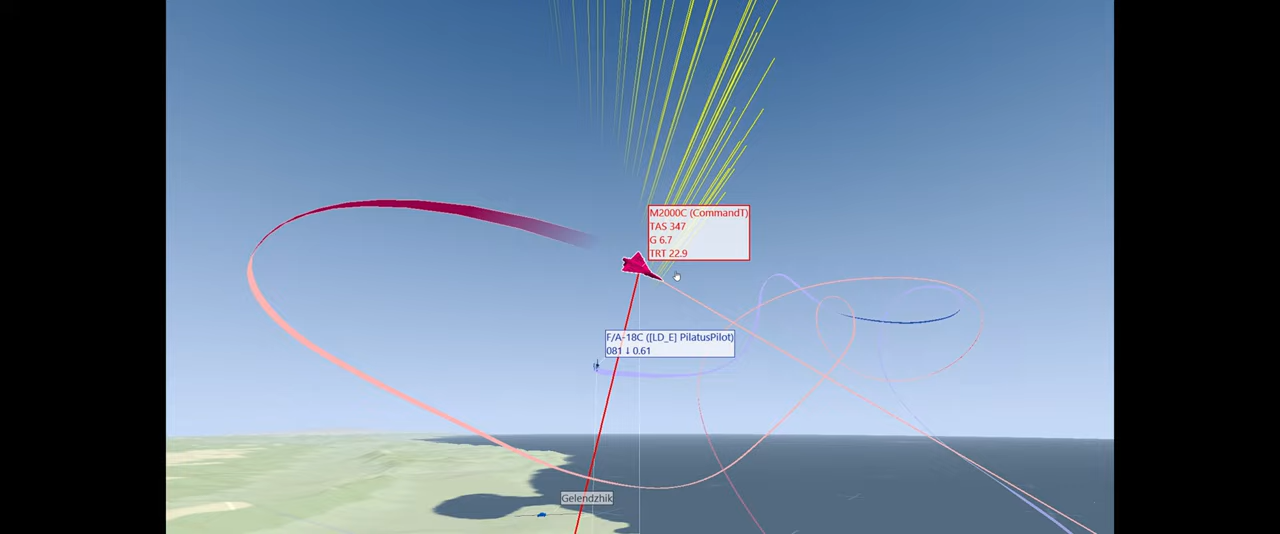 M2000C (CommandT)
TAS 347
G 6.7
TRT 22.9
F/A-18C ([LD_E] PilatusPilot)
081 ↓ 0.61
Gelendzhik